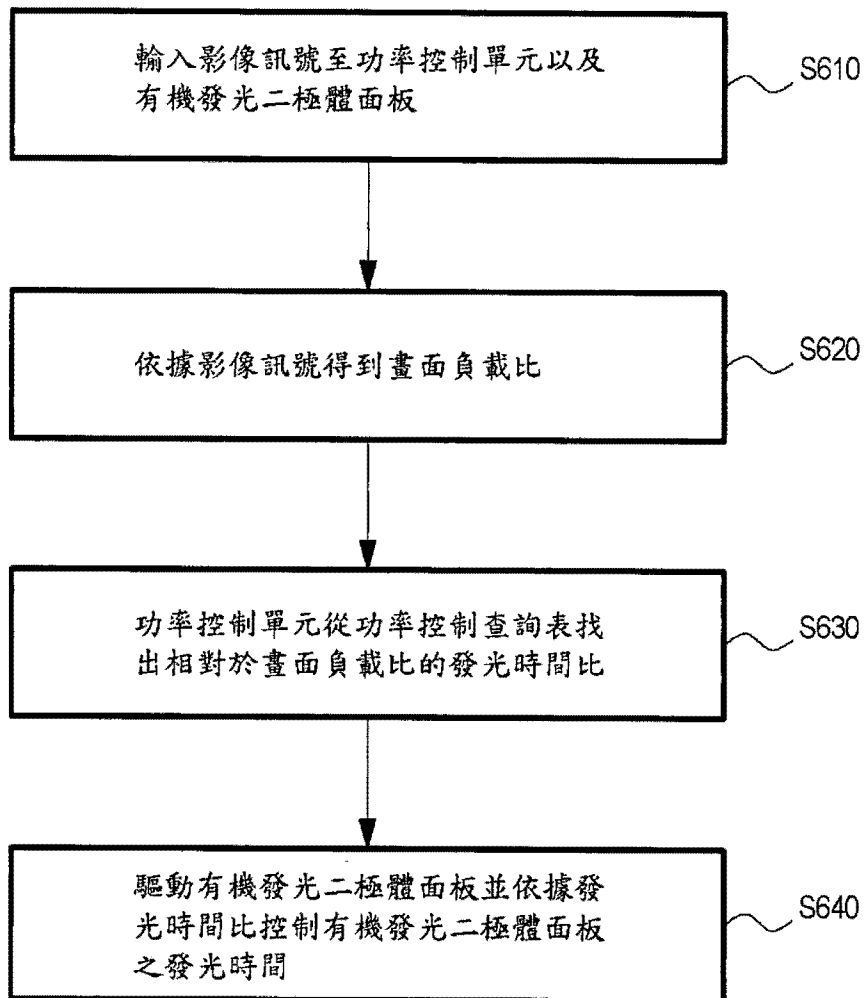 輸入影像訊號至功率控制單元以及
有機發光二極體面板
S610
依據影像訊號得到畫面負載比
S620
功率控制單元從功率控制查詢表找
出相對於畫面負載比的發光時間比
S630
驅動有機發光二極體面板並依據發
光時間比控制有機發光二極體面板
之發光時間
S640